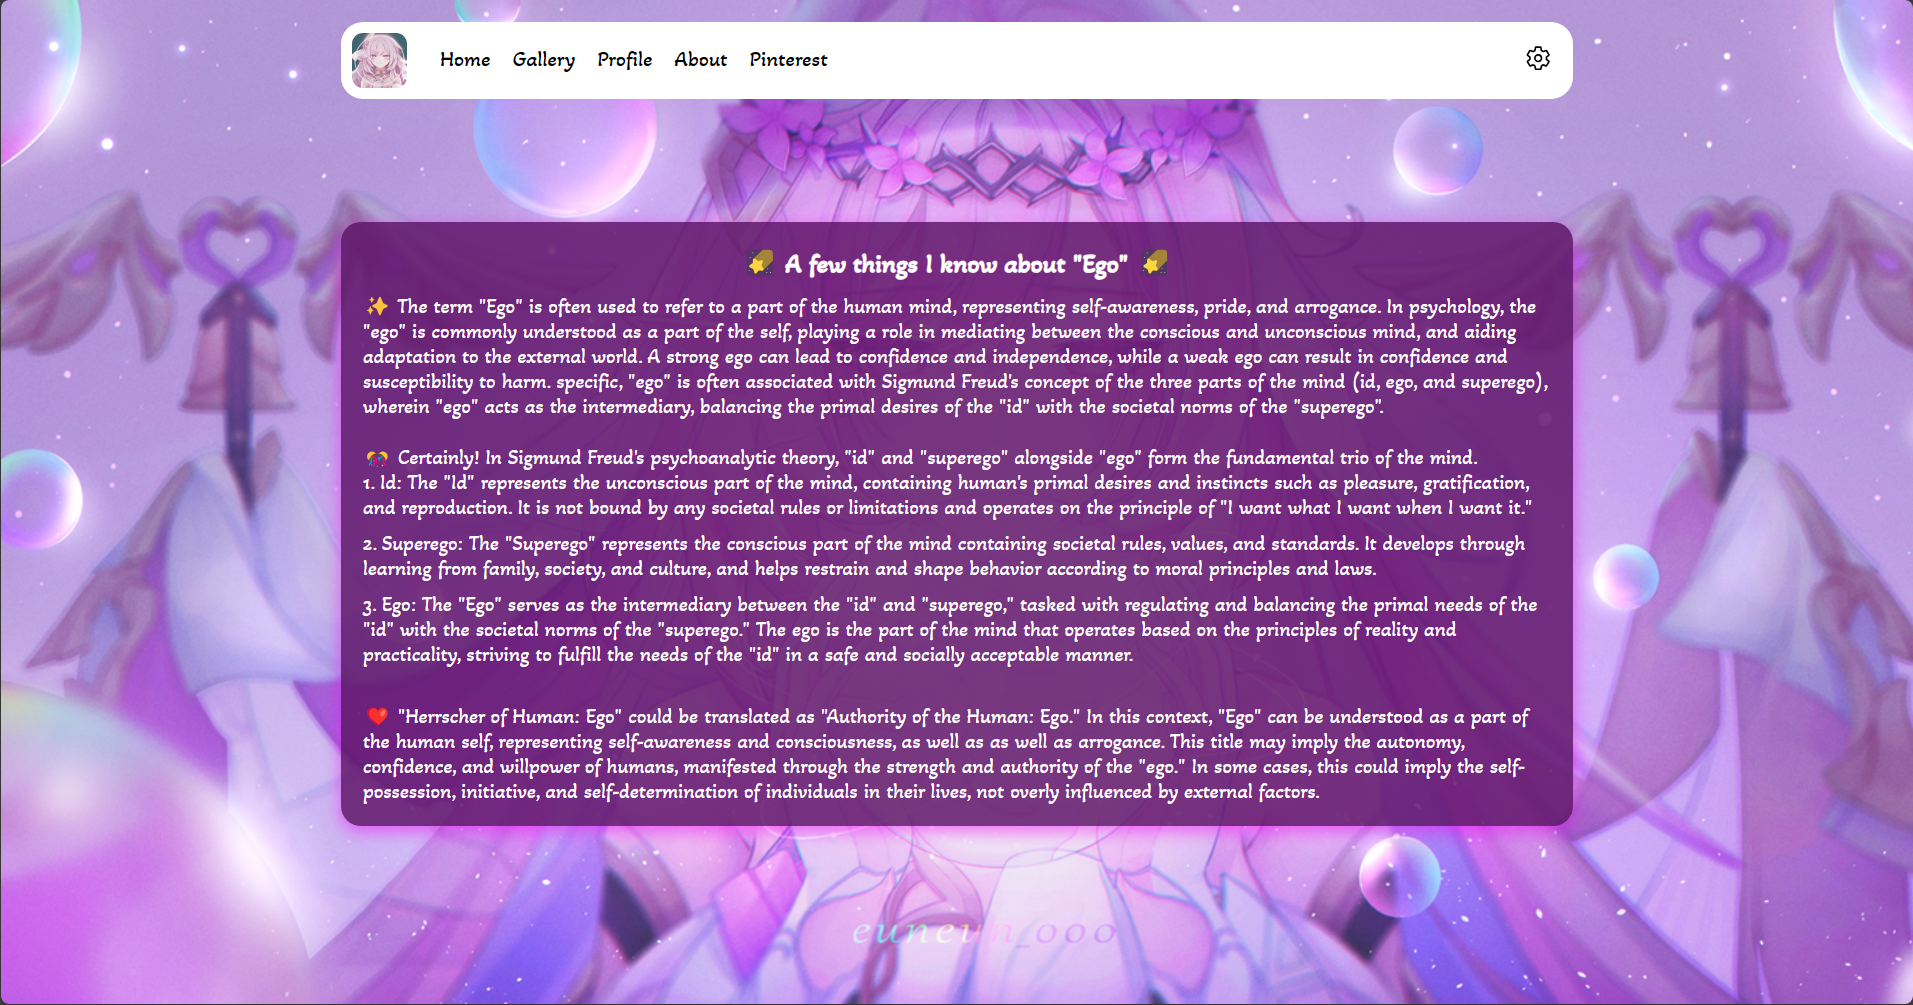 Home Gallery Profile About Pinterest
A few things I know about "Ego"
The term "Ego" is often used to refer to a part of the human mind, representing self-awareness, pride, and arrogance. In psychology, the
"ego" is commonly understood as a part of the self, playing a role in mediating between the conscious and unconscious mind, and aiding
adaptation to the external world. A strong ego can lead to confidence and independence, while a weak ego can result in confidence and
susceptibility to harm. specific, "ego" is often associated with Sigmund Freud's concept of the three parts of the mind (id, ego, and superego),
wherein "ego" acts as the intermediary, balancing the primal desires of the "id" with the societal norms of the "superego".
Certainly! In Sigmund Freud's psychoanalytic theory, "id" and "superego" alongside "ego" form the fundamental trio of the mind.
1. Id: The "Id" represents the unconscious part of the mind, containing human's primal desires and instincts such as pleasure, gratification,
and reproduction. It is not bound by any societal rules or limitations and operates on the principle of "I want what I want when I want it."
2. Superego: The "Superego" represents the conscious part of the mind containing societal rules, values, and standards. It develops through
learning from family, society, and culture, and helps restrain and shape behavior according to moral principles and laws.
3. Ego: The "Ego" serves as the intermediary between the "id" and "superego," tasked with regulating and balancing the primal needs of the
"id" with the societal norms of the "superego." The ego is the part of the mind that operates based on the principles of reality and
practicality, striving to fulfill the needs of the "id" in a safe and socially acceptable manner.
"Herrscher of Human: Ego" could be translated as "Authority of the Human: Ego." In this context, "Ego" can be understood as a part of
the human self, representing self-awareness and consciousness, as well as as well as arrogance. This title may imply the autonomy,
confidence, and willpower of humans, manifested through the strength and authority of the "ego." In some cases, this could imply the self-
possession, initiative, and self-determination of individuals in their lives, not overly influenced by external factors.